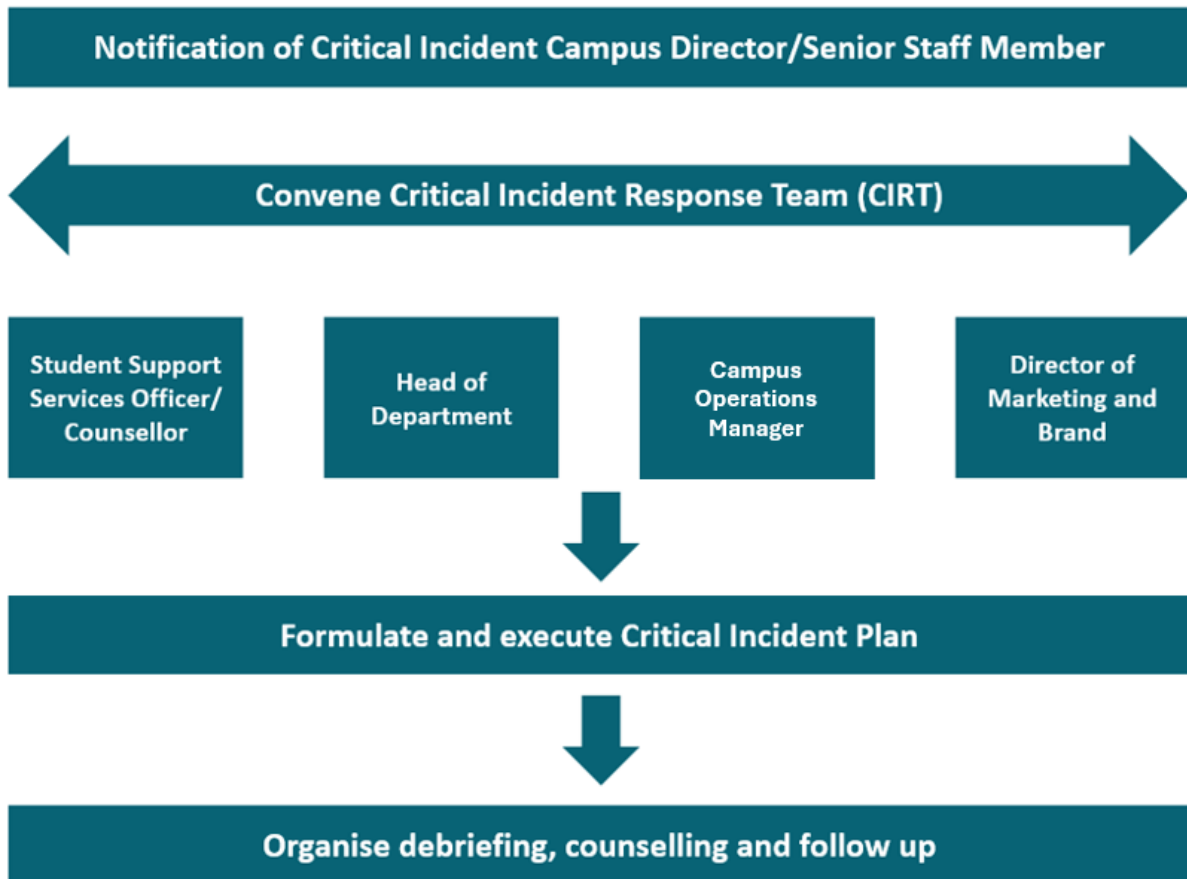 Notification of Critical Incident Campus Director/Senior Staff Member
Convene Critical Incident Response Team (CIRT)
Student Support
Services Officer/
Counsellor
Head of
Department
Campus
Operations
Manager
Director of
Marketing and
Brand
Formulate and execute Critical Incident Plan
Organise debriefing, counselling and follow up